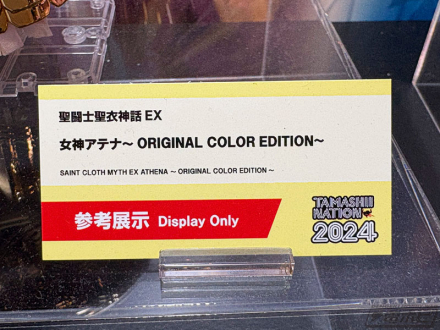 聖闘士聖衣神話 EX
女神アテナ～ ORIGINAL COLOR EDITION～
SAINT CLOTH MYTH EX ATHENA ～ ORIGINAL COLOR EDITION ～
参考展示 Display Only
TAMASHII
NATION
2024